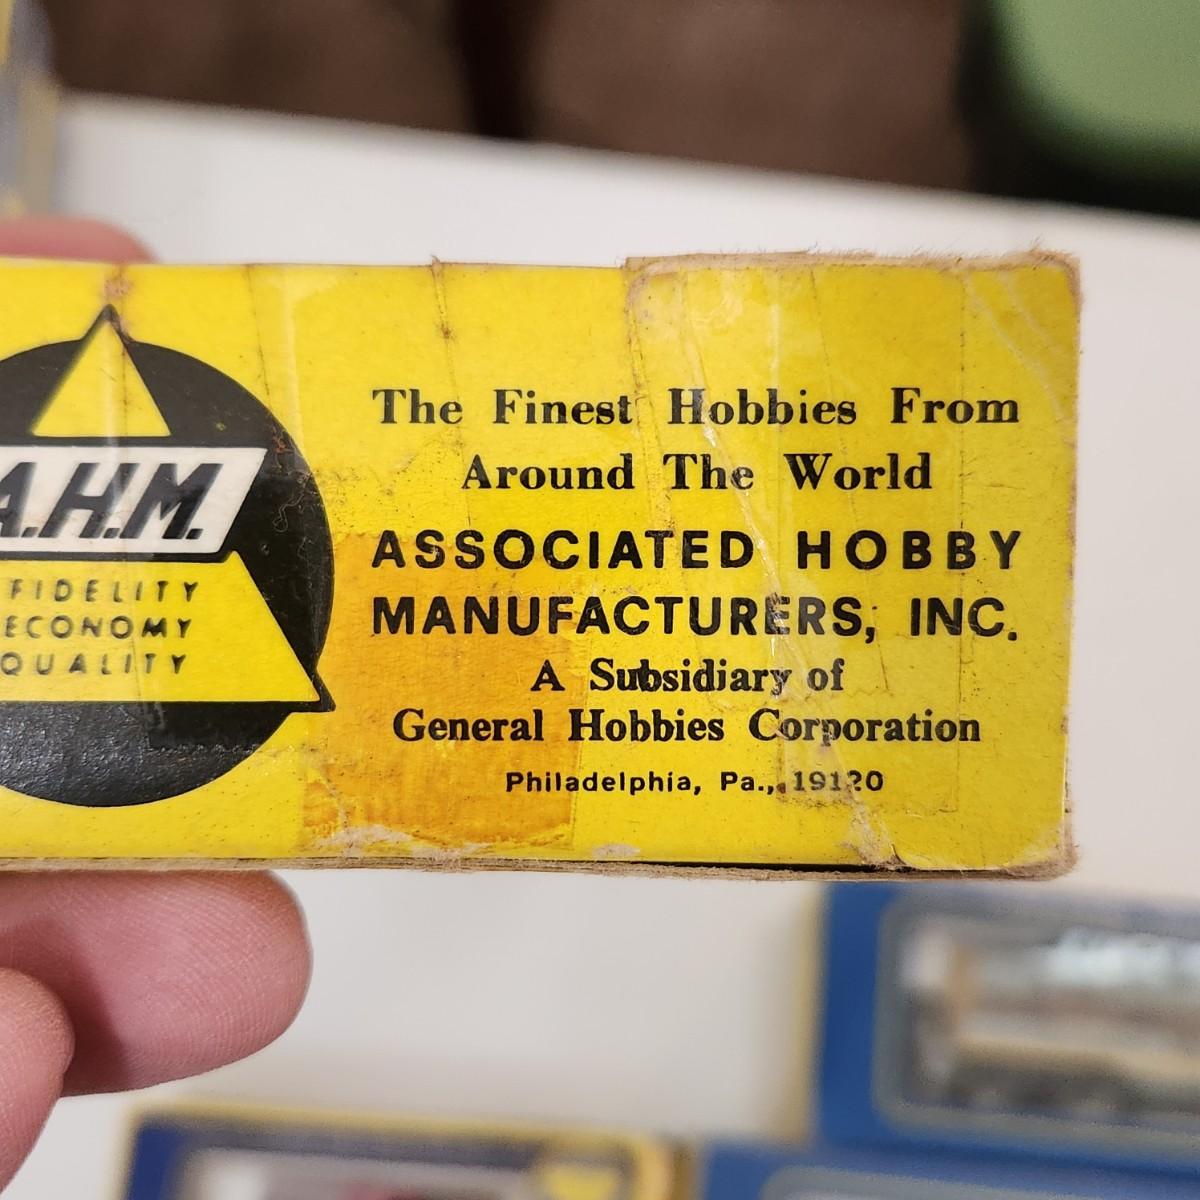 A.H.M.
FIDELITY
ECONOMY
QUALITY
The Finest Hobbies From
Around The World
ASSOCIATED HOBBY
MANUFACTURERS, INC.
A Subsidiary of
General Hobbies Corporation
Philadelphia, Pa., 19120